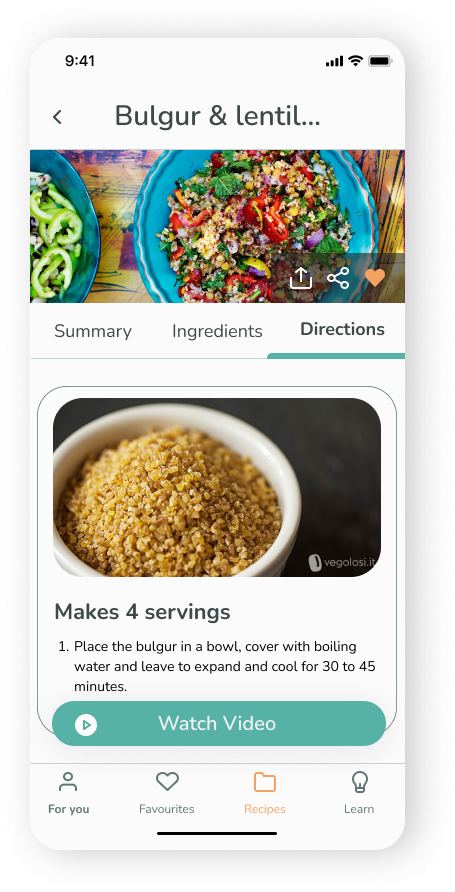 9:41
Bulgur & lentil...
Summary Ingredients Directions
vegolosi.it
Makes 4 servings
1. Place the bulgur in a bowl, cover with boiling
water and leave to expand and cool for 30 to 45
minutes.
Watch Video
For you Favourites Recipes Learn